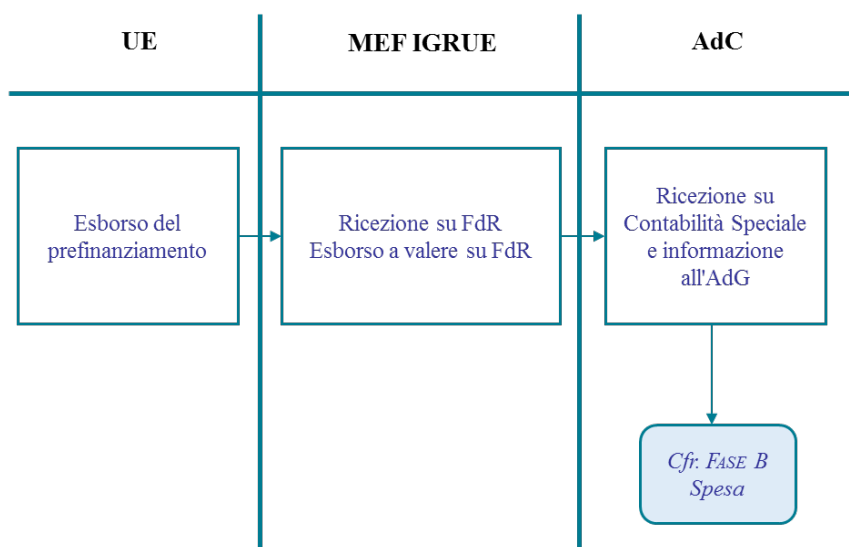 UE
MEF IGRUE
AdC
Esborso del
prefinanziamento
Ricezione su FdR
Esborso a valere su FdR
Ricezione su
Contabilità Speciale
e informazione
all'AdG
Cfr. FASE B
Spesa